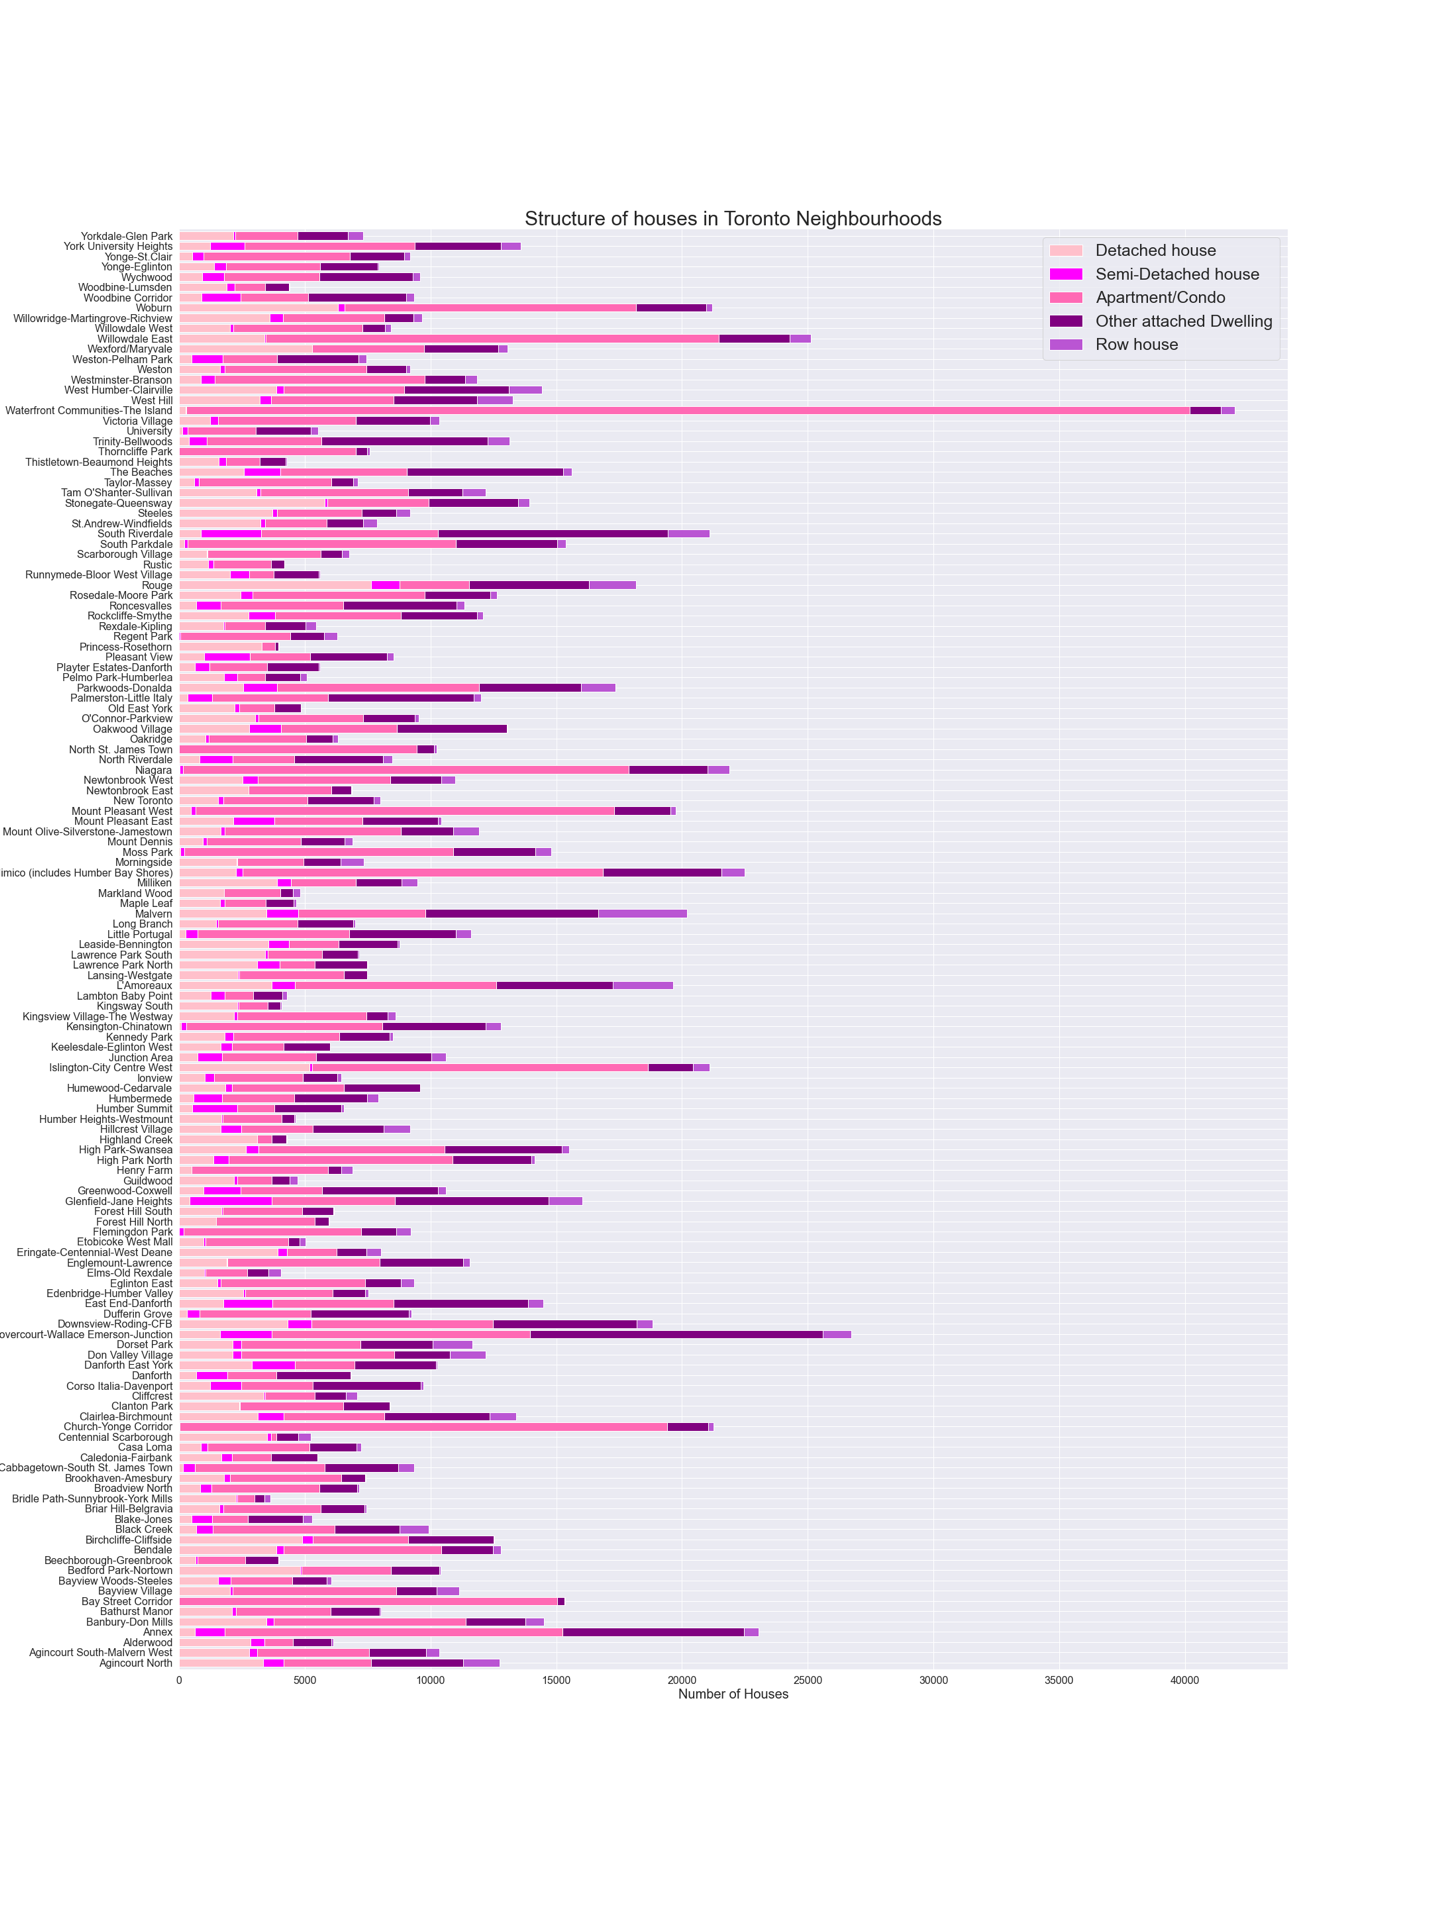 Structure of houses in Toronto Neighbourhoods
Detached house
Semi-Detached house
Apartment/Condo
Other attached Dwelling
Row house
Yorkdale-Glen Park
York University Heights
Yonge-St.Clair
Yonge-Eglinton
Wychwood
Woodbine-Lumsden
Woodbine Corridor
Woburn
Willowridge-Martingrove-Richview
Willowdale West
Willowdale East
Wexford/Maryvale
Weston-Pelham Park
Weston
Westminster-Branson
West Humber-Clairville
West Hill
Waterfront Communities-The Island
Victoria Village
University
Trinity-Bellwoods
Thorncliffe Park
Thistletown-Beaumond Heights
The Beaches
Taylor-Massey
Tam O'Shanter-Sullivan
Stonegate-Queensway
Steeles
St.Andrew-Windfields
South Riverdale
South Parkdale
Scarborough Village
Rustic
Runnymede-Bloor West Village
Rouge
Rosedale-Moore Park
Roncesvalles
Rockcliffe-Smythe
Rexdale-Kipling
Regent Park
Princess-Rosethorn
Pleasant View
Playter Estates-Danforth
Pelmo Park-Humberlea
Parkwoods-Donalda
Palmerston-Little Italy
Old East York
O'Connor-Parkview
Oakwood Village
Oakridge
North St. James Town
North Riverdale
Niagara
Newtonbrook West
Newtonbrook East
New Toronto
Mount Pleasant West
Mount Pleasant East
Mount Olive-Silverstone-Jamestown
Mount Dennis
Moss Park
Morningside
imico (includes Humber Bay Shores)
Milliken
Markland Wood
Maple Leaf
Malvern
Long Branch
Little Portugal
Leaside-Bennington
Lawrence Park South
Lawrence Park North
Lansing-Westgate
L'Amoreaux
Lambton Baby Point
Kingsway South
Kingsview Village-The Westway
Kensington-Chinatown
Kennedy Park
Keelesdale-Eglinton West
Junction Area
Islington-City Centre West
Ionview
Humewood-Cedarvale
Humbermede
Humber Summit
Humber Heights-Westmount
Hillcrest Village
Highland Creek
High Park-Swansea
High Park North
Henry Farm
Guildwood
Greenwood-Coxwell
Glenfield-Jane Heights
Forest Hill South
Forest Hill North
Flemingdon Park
Etobicoke West Mall
Eringate-Centennial-West Deane
Englemount-Lawrence
Elms-Old Rexdale
Eglinton East
Edenbridge-Humber Valley
East End-Danforth
Dufferin Grove
Downsview-Roding-CFB
overcourt-Wallace Emerson-Junction
Dorset Park
Don Valley Village
Danforth East York
Danforth
Corso Italia-Davenport
Cliffcrest
Clanton Park
Clairlea-Birchmount
Church-Yonge Corridor
Centennial Scarborough
Casa Loma
Caledonia-Fairbank
Cabbagetown-South St. James Town
Brookhaven-Amesbury
Broadview North
Bridle Path-Sunnybrook-York Mills
Briar Hill-Belgravia
Blake-Jones
Black Creek
Birchcliffe-Cliffside
Bendale
Beechborough-Greenbrook
Bedford Park-Nortown
Bayview Woods-Steeles
Bayview Village
Bay Street Corridor
Bathurst Manor
Banbury-Don Mills
Annex
Alderwood
Agincourt South-Malvern West
Agincourt North
0 5000 10000 15000 20000 25000 30000 35000 40000
Number of Houses